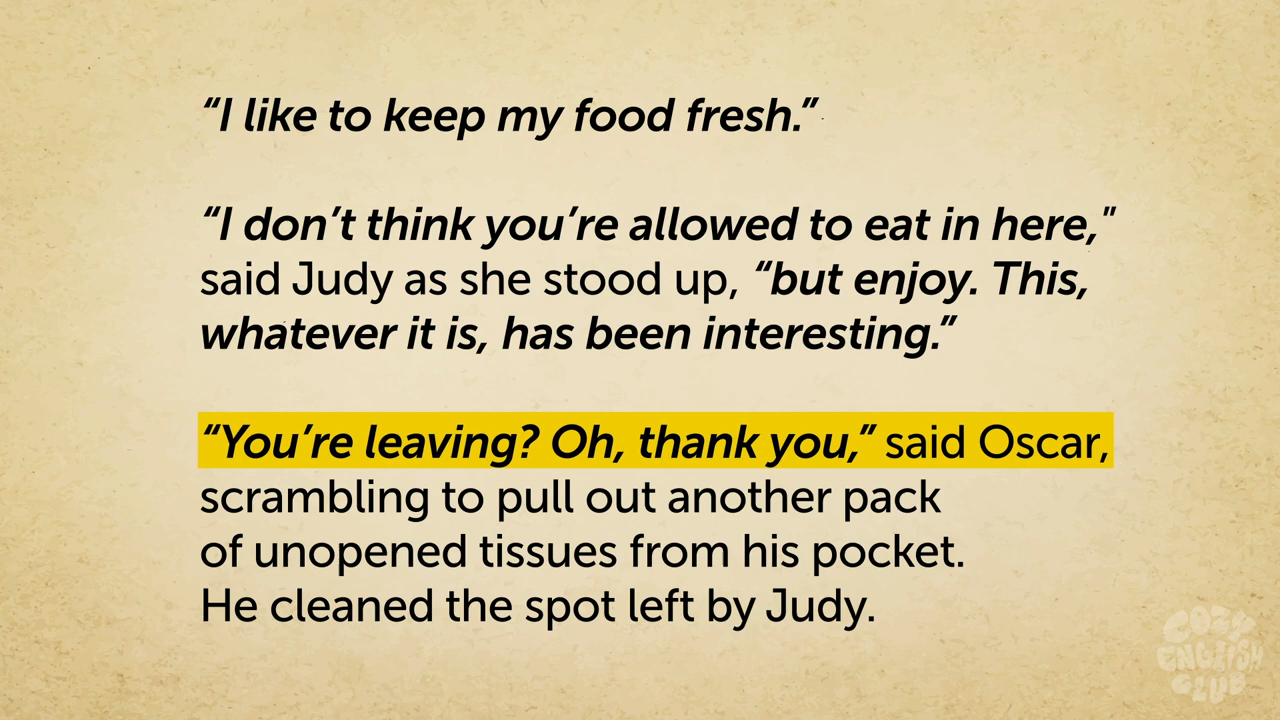 “I like to keep my food fresh.”
“I don’t think you’re allowed to eat in here,"
said Judy as she stood up, “but enjoy. This,
whatever it is, has been interesting.”
“You’re leaving? Oh, thank you,” said Oscar,
scrambling to pull out another pack
of unopened tissues from his pocket.
He cleaned the spot left by Judy.
COZY
ENGLISH
CLUB